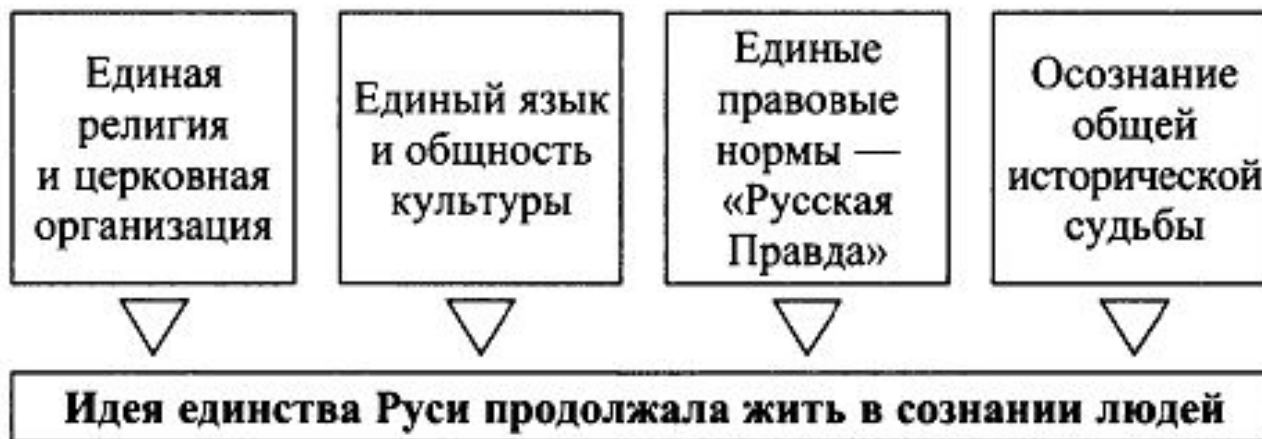 Единая
религия
и церковная
организация
Единый язык
и общность
культуры
Единые
правовые
нормы —
«Русская
Правда»
Осознание
общей
исторической
судьбы
Идея единства Руси продолжала жить в сознании людей